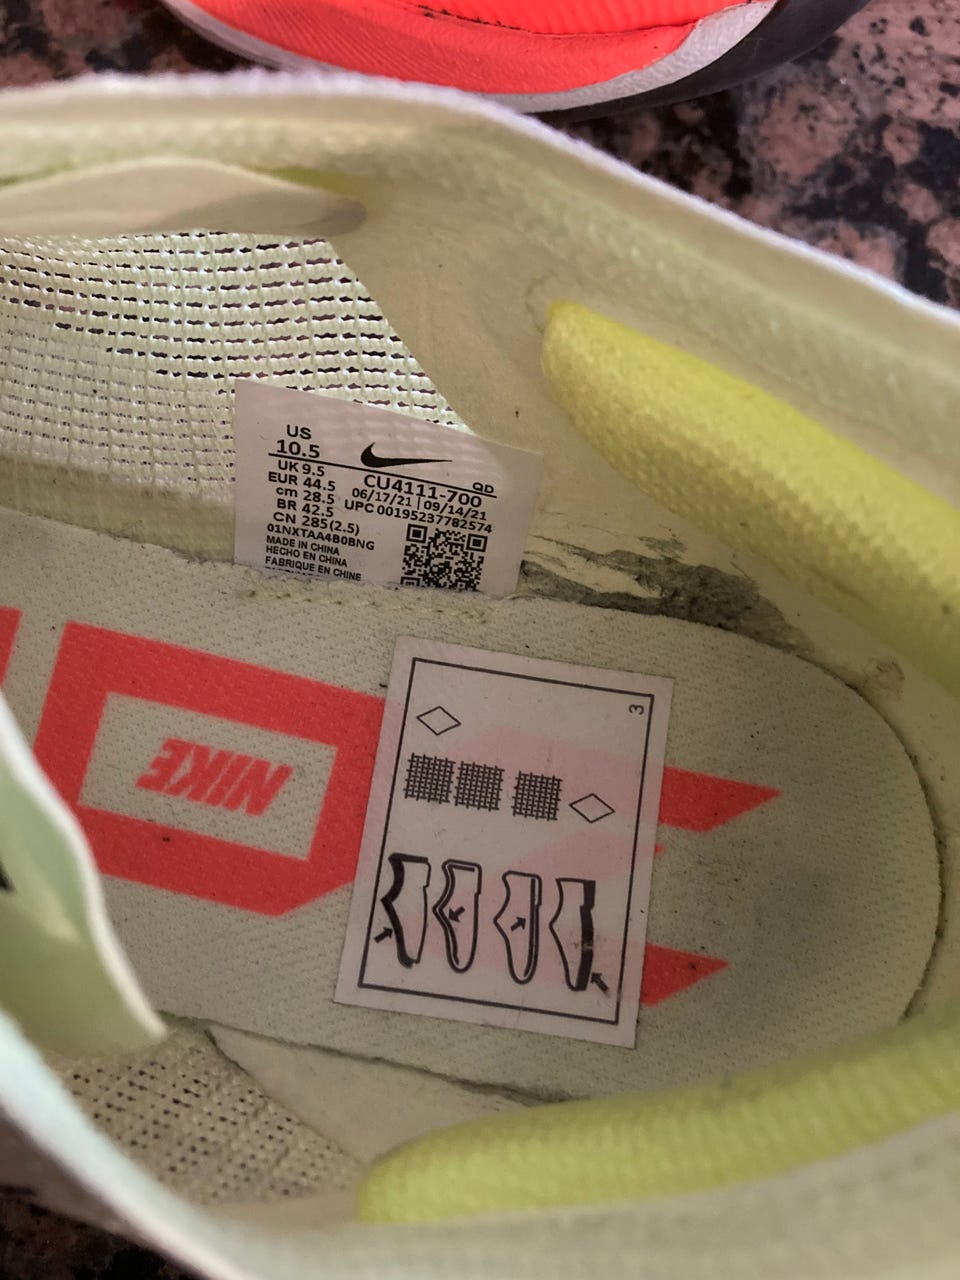 US
10.5
UK 9.5
EUR 44.5
cm 28.5
BR 42.5
CN 285(2.5)
01NXTAA4B0BNG
MADE IN CHINA
HECHO EN CHINA
FABRIQUE EN CHINE
QD
CU4111-700
06/17/21 | 09/14/21
UPC 00195237782574
3
NIKE